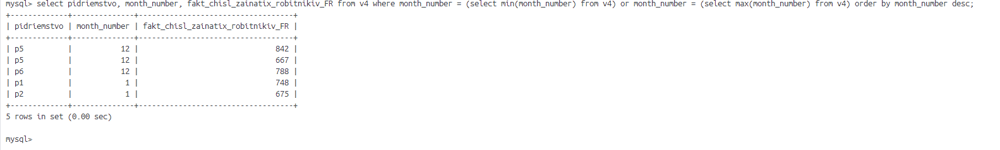 mysql> select pidriemstvo, month_number, fakt_chisl_zainatix_robitnikiv_FR from v4 where month_number = (select min(month_number) from v4) or month_number = (select max(month_number) from v4) order by month_number desc;
+-------------+--------------+----------------------------------+
| pidriemstvo | month_number | fakt_chisl_zainatix_robitnikiv_FR |
+-------------+--------------+----------------------------------+
| p5          |           12 |                              842 |
| p5          |           12 |                              667 |
| p6          |           12 |                              788 |
| p1          |            1 |                              748 |
| p2          |            1 |                              675 |
+-------------+--------------+----------------------------------+
5 rows in set (0.00 sec)
mysql>